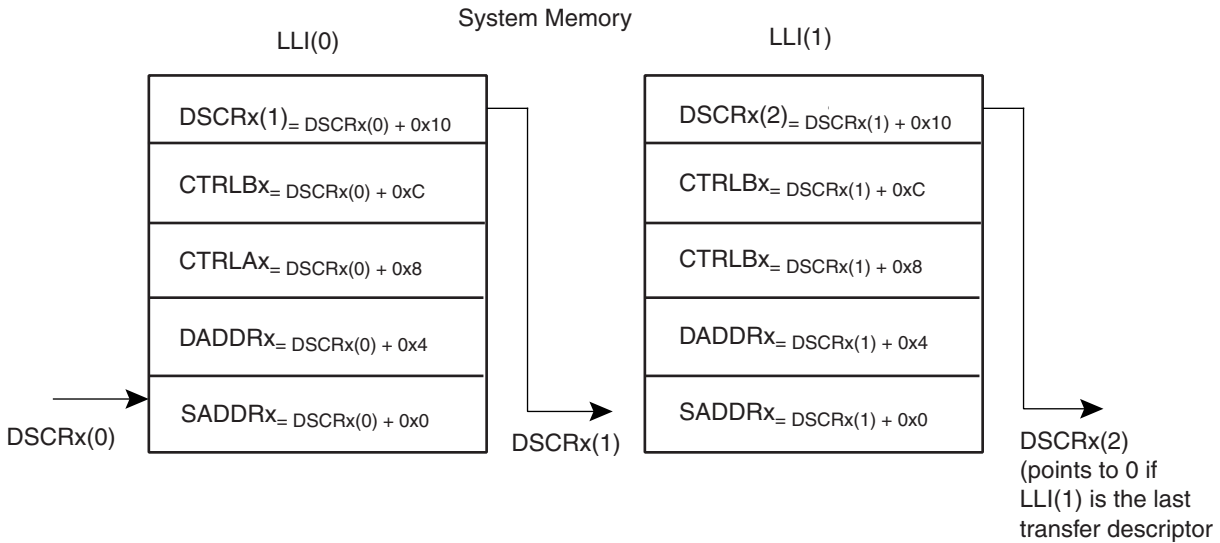 System Memory
LLI(0)
DSCRx(1)= DSCRx(0) + 0x10
CTRLBx= DSCRx(0) + 0xC
CTRLAx= DSCRx(0) + 0x8
DADDRx= DSCRx(0) + 0x4
SADDRx= DSCRx(0) + 0x0
DSCRx(0)
DSCRx(1)
LLI(1)
DSCRx(2)= DSCRx(1) + 0x10
CTRLBx= DSCRx(1) + 0xC
CTRLBx= DSCRx(1) + 0x8
DADDRx= DSCRx(1) + 0x4
SADDRx= DSCRx(1) + 0x0
DSCRx(2)
(points to 0 if
LLI(1) is the last
transfer descriptor